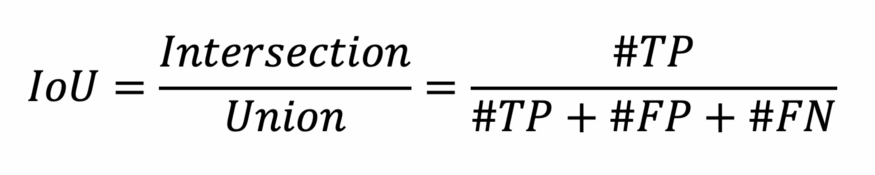 IoU = Intersection / Union = #TP / #TP + #FP + #FN